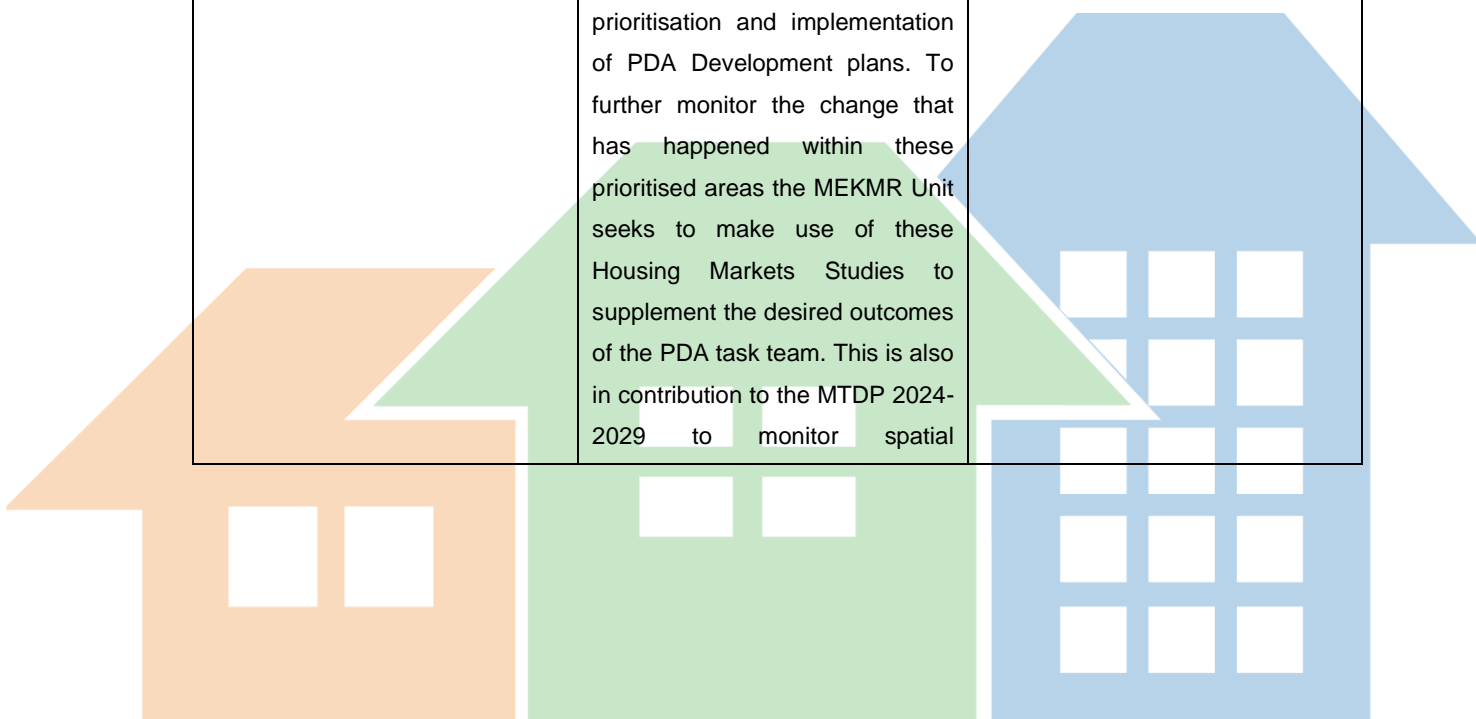 prioritisation and implementation
of PDA Development plans. To
further monitor the change that
has happened within these
prioritised areas the MEKMR Unit
seeks to make use of these
Housing Markets Studies to
supplement the desired outcomes
of the PDA task team. This is also
in contribution to the MTDP 2024-
2029 to monitor spatial